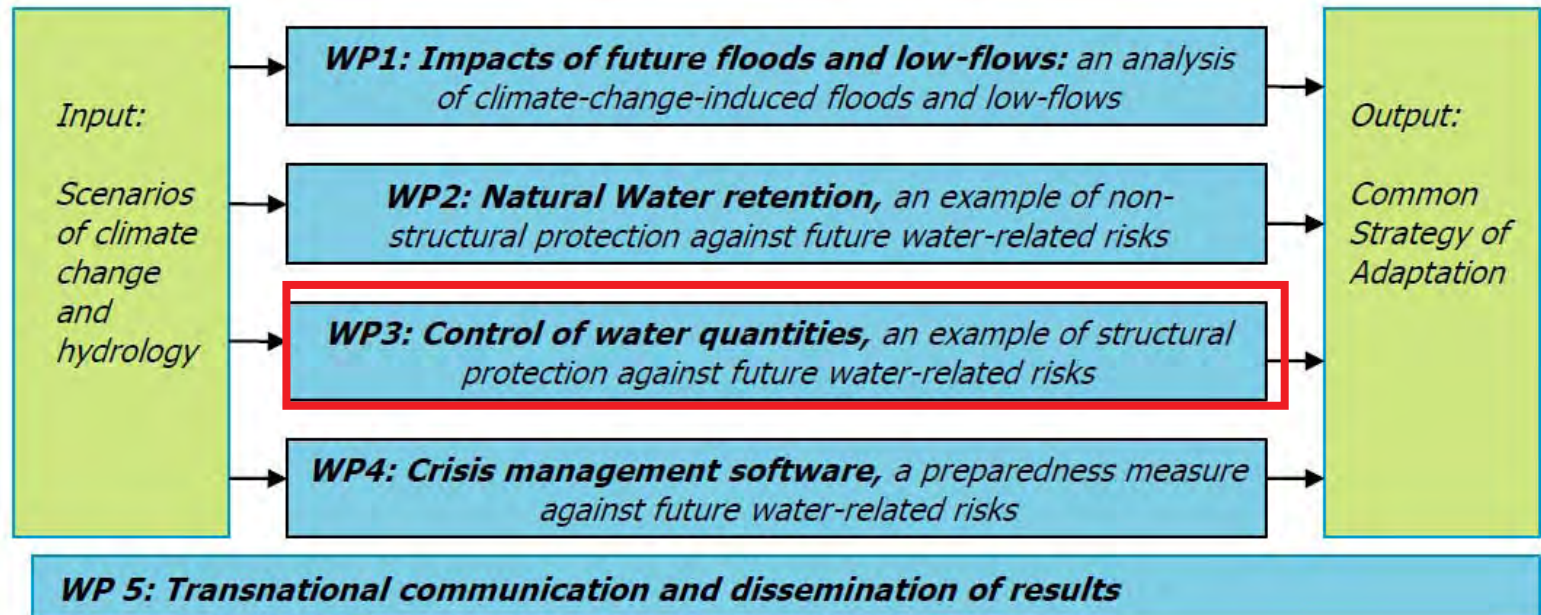 Input:
Scenarios
of climate
change
and
hydrology
WP1: Impacts of future floods and low-flows: an analysis
of climate-change-induced floods and low-flows
WP2: Natural Water retention, an example of non-
structural protection against future water-related risks
WP3: Control of water quantities, an example of structural
protection against future water-related risks
WP4: Crisis management software, a preparedness measure
against future water-related risks
Output:
Common
Strategy of
Adaptation
WP 5: Transnational communication and dissemination of results